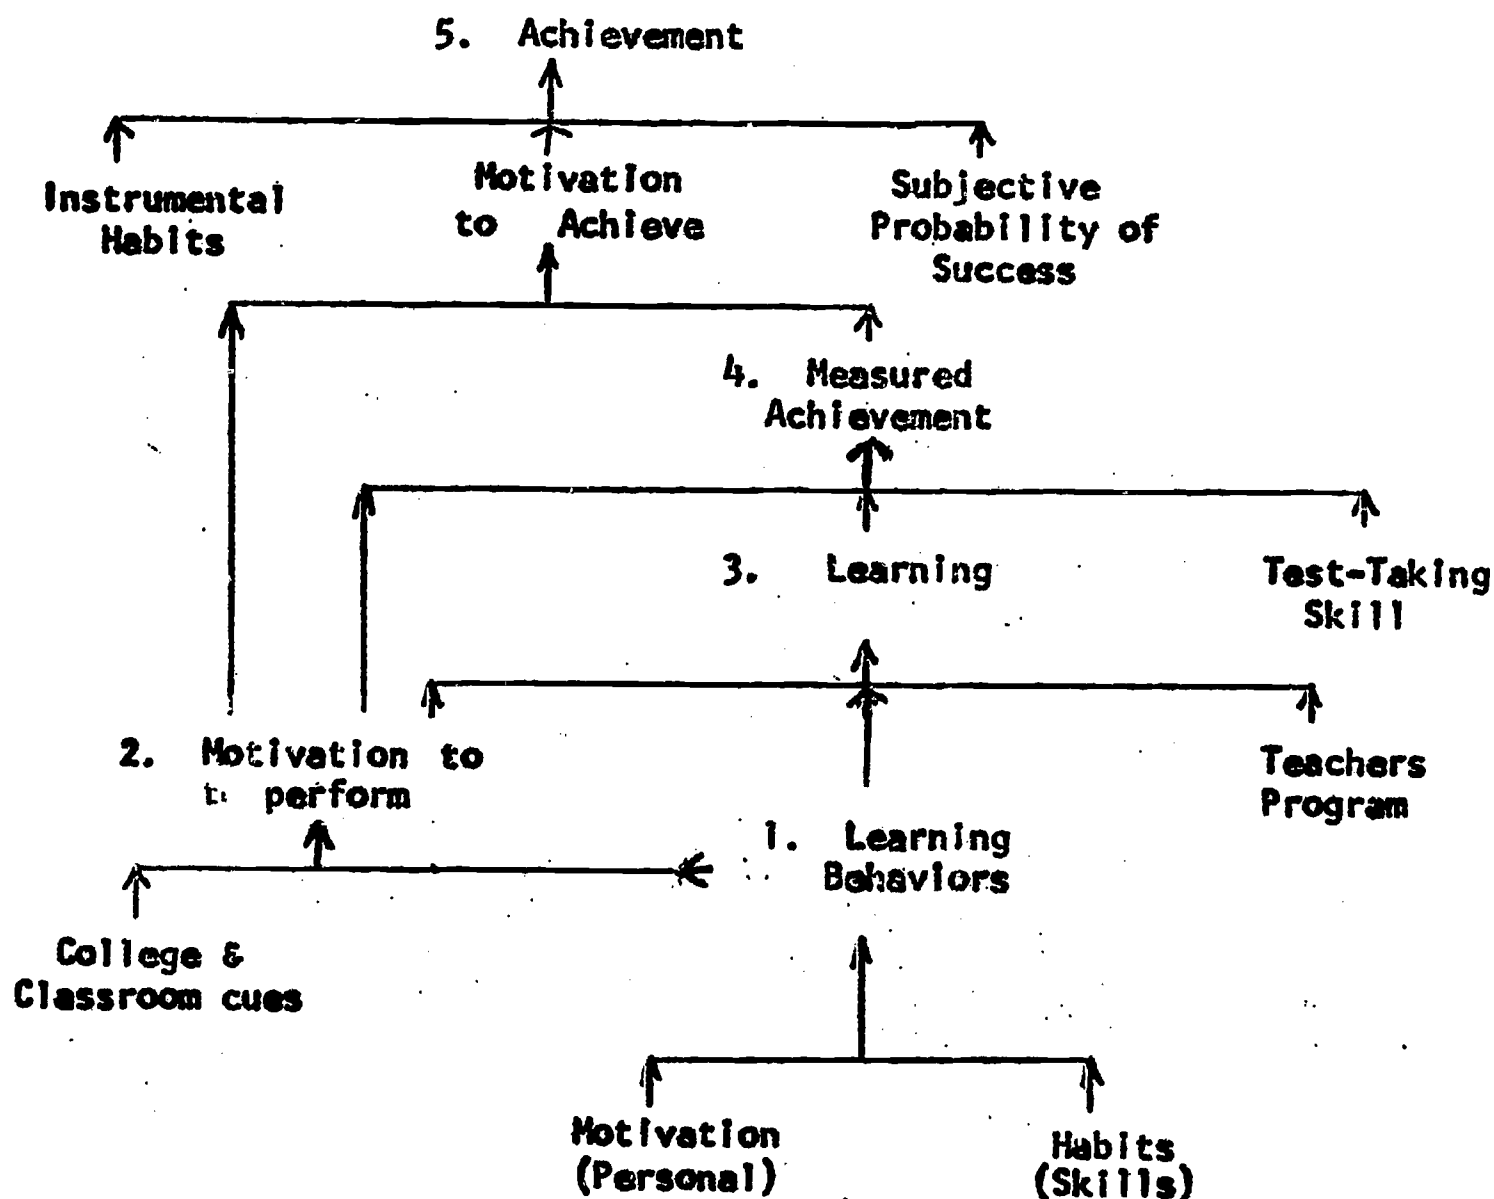 5. Achievement
Instrumental
Habits
Motivation
to Achieve
Subjective
Probability of
Success
4. Measured
Achievement
3. Learning
Test-Taking
Skill
2. Motivation to
perform
Teachers
Program
1. Learning
Behaviors
College &
Classroom cues
Motivation
(Personal)
Habits
(Skills)